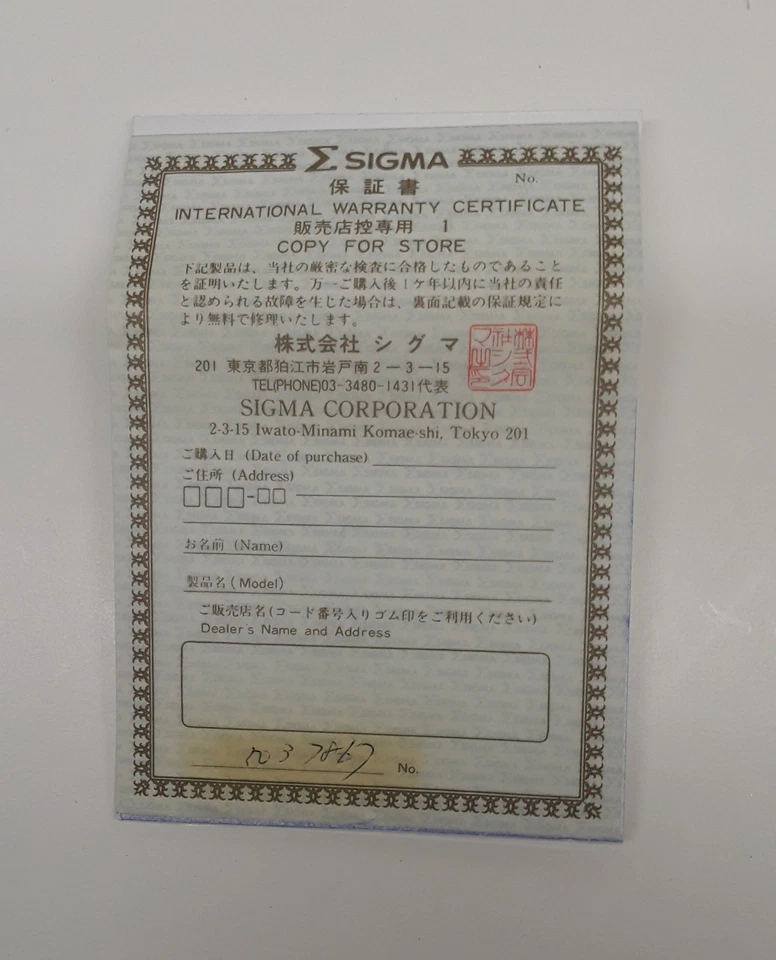 Σ SIGMA
保証書
No.
INTERNATIONAL WARRANTY CERTIFICATE
販売店控専用 1
COPY FOR STORE
下記製品は、当社の厳密な検査に合格したものであること
を証明いたします。万一ご購入後1ケ年以内に当社の責任
と認められる故障を生じた場合は、裏面記載の保証規定に
より無料で修理いたします。
株式会社 シグマ
201 東京都狛江市岩戸南2-3-15
TEL(PHONE)03-3480-1431代表
SIGMA CORPORATION
2-3-15 Iwato-Minami Komae-shi, Tokyo 201
ご購入日 (Date of purchase)
ご住所 (Address)
お名前 (Name)
製品名 (Model)
ご販売店名(コード番号入りゴム印をご利用ください)
Dealer's Name and Address
No.